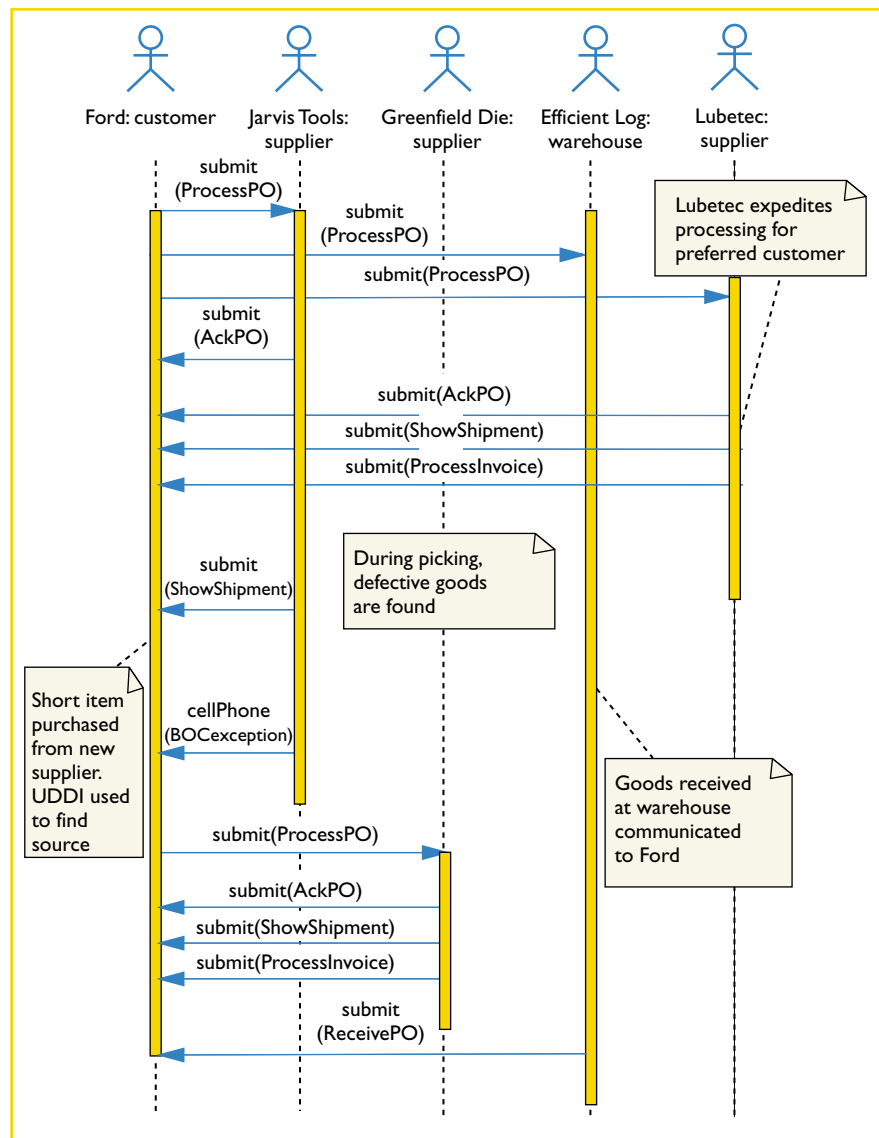 Ford: customer
Jarvis Tools:
supplier
Greenfield Die:
supplier
Efficient Log:
warehouse
Lubetec:
supplier
submit
(ProcessPO)
submit
(ProcessPO)
Lubetec expedites
processing for
preferred customer
submit(ProcessPO)
submit
(AckPO)
submit(AckPO)
submit(ShowShipment)
submit(ProcessInvoice)
During picking,
defective goods
are found
submit
(ShowShipment)
Short item
purchased
from new
supplier.
UDDI used
to find
source
cellPhone
(BOCexception)
Goods received
at warehouse
communicated
to Ford
submit(ProcessPO)
submit(AckPO)
submit(ShowShipment)
submit(ProcessInvoice)
submit
(ReceivePO)